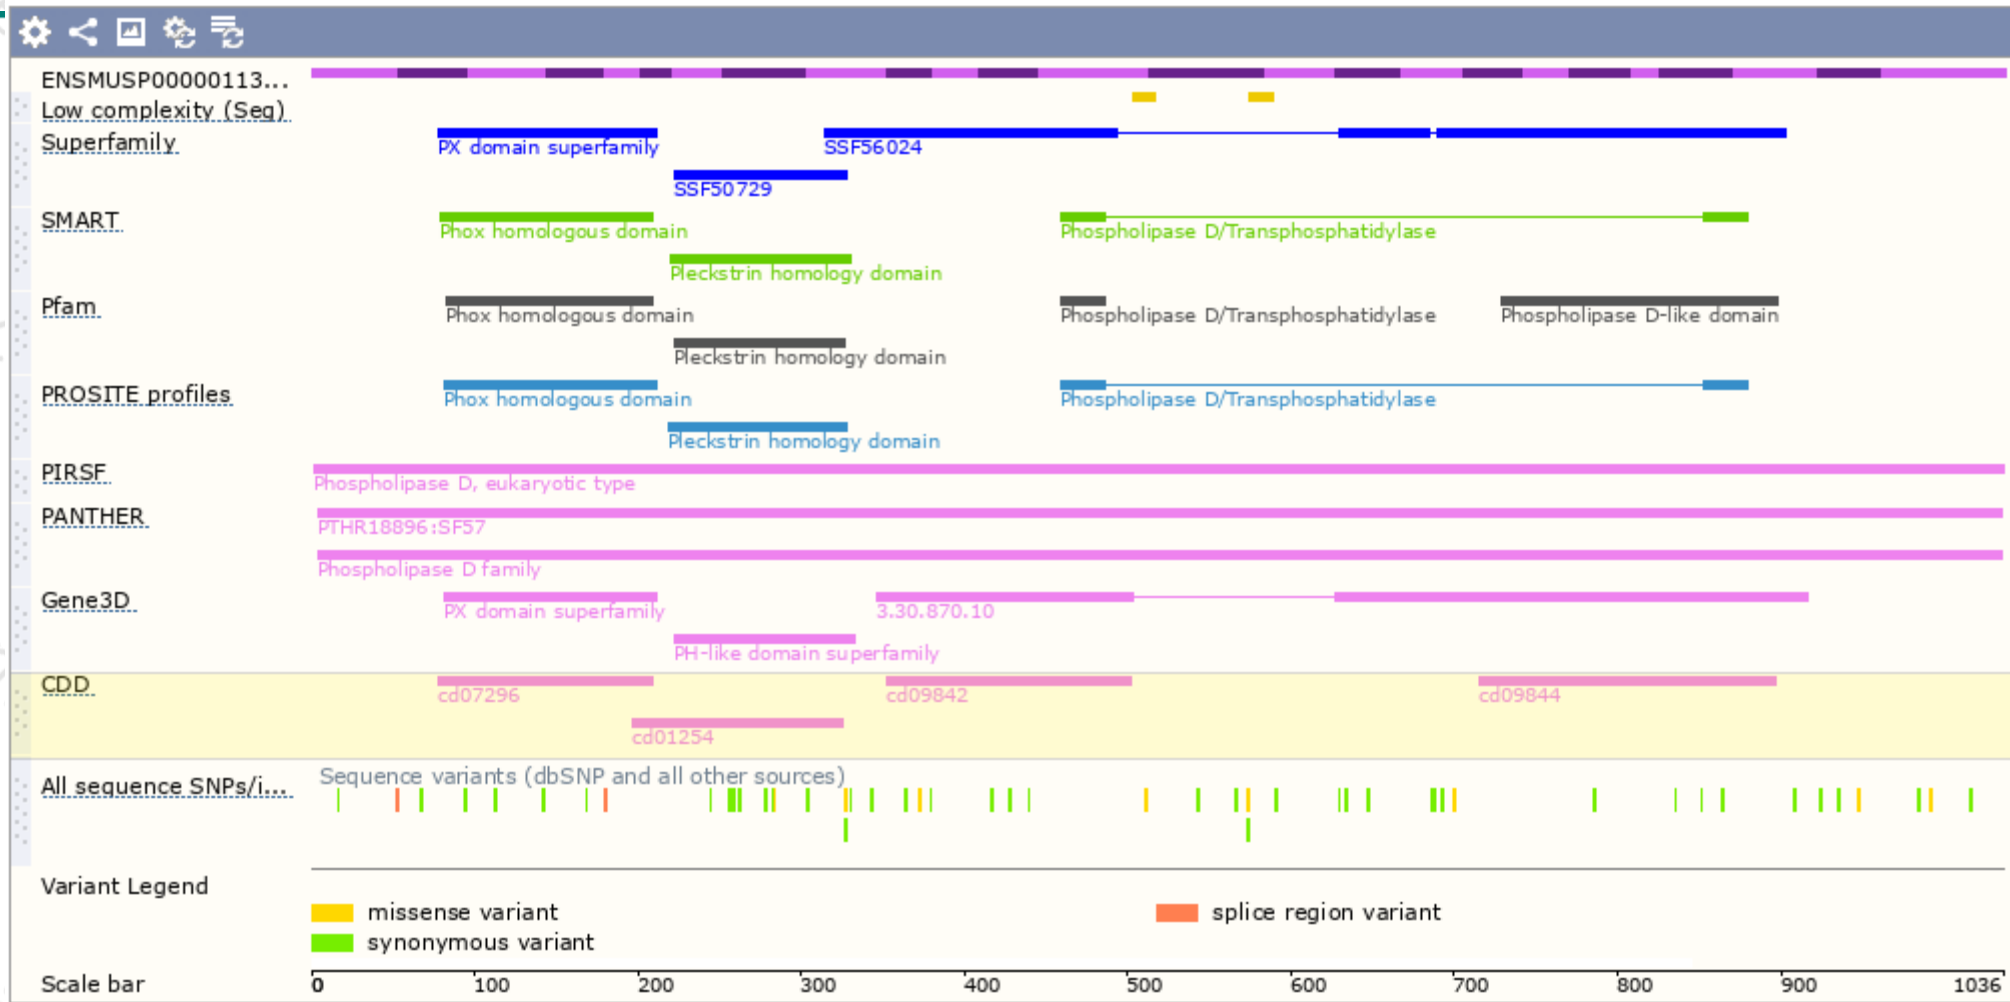 ENSMUSP00000113...
Low complexity (Seg)
Superfamily
PX domain superfamily
SSF56024
SSF50729
SMART
Phox homologous domain
Phospholipase D/Transphosphatidylase
Pleckstrin homology domain
Pfam
Phox homologous domain
Phospholipase D/Transphosphatidylase
Phospholipase D-like domain
Pleckstrin homology domain
PROSITE profiles
Phox homologous domain
Phospholipase D/Transphosphatidylase
Pleckstrin homology domain
PIRSF
Phospholipase D, eukaryotic type
PANTHER
PTHR18896:SF57
Phospholipase D family
Gene3D
PX domain superfamily
3.30.870.10
PH-like domain superfamily
CDD
cd07296
cd09842
cd09844
cd01254
Sequence variants (dbSNP and all other sources)
All sequence SNPs/i...
Variant Legend
missense variant
splice region variant
synonymous variant
Scale bar
0 100 200 300 400 500 600 700 800 900 1036